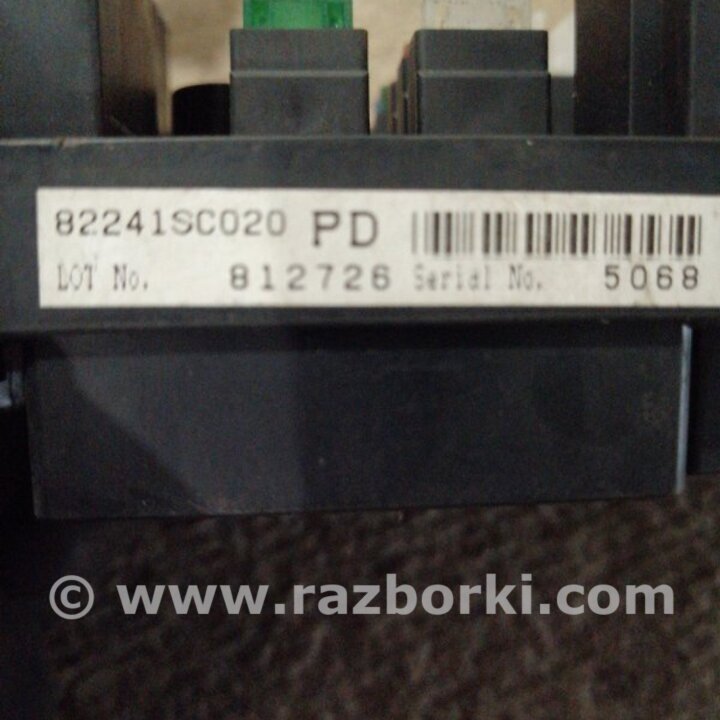 82241SC020 PD
LOT No. 812726 Serial No. 5068
© www.razborki.com